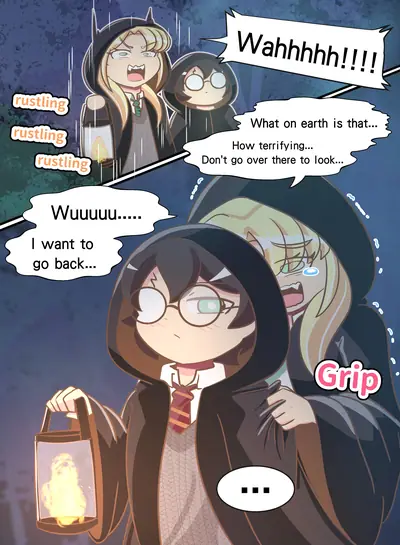 Wahhhhh!!!!
rustling
rustling
rustling
What on earth is that...
How terrifying...
Don't go over there to look...
Wuuuuu.....
I want to
go back...
Grip
...